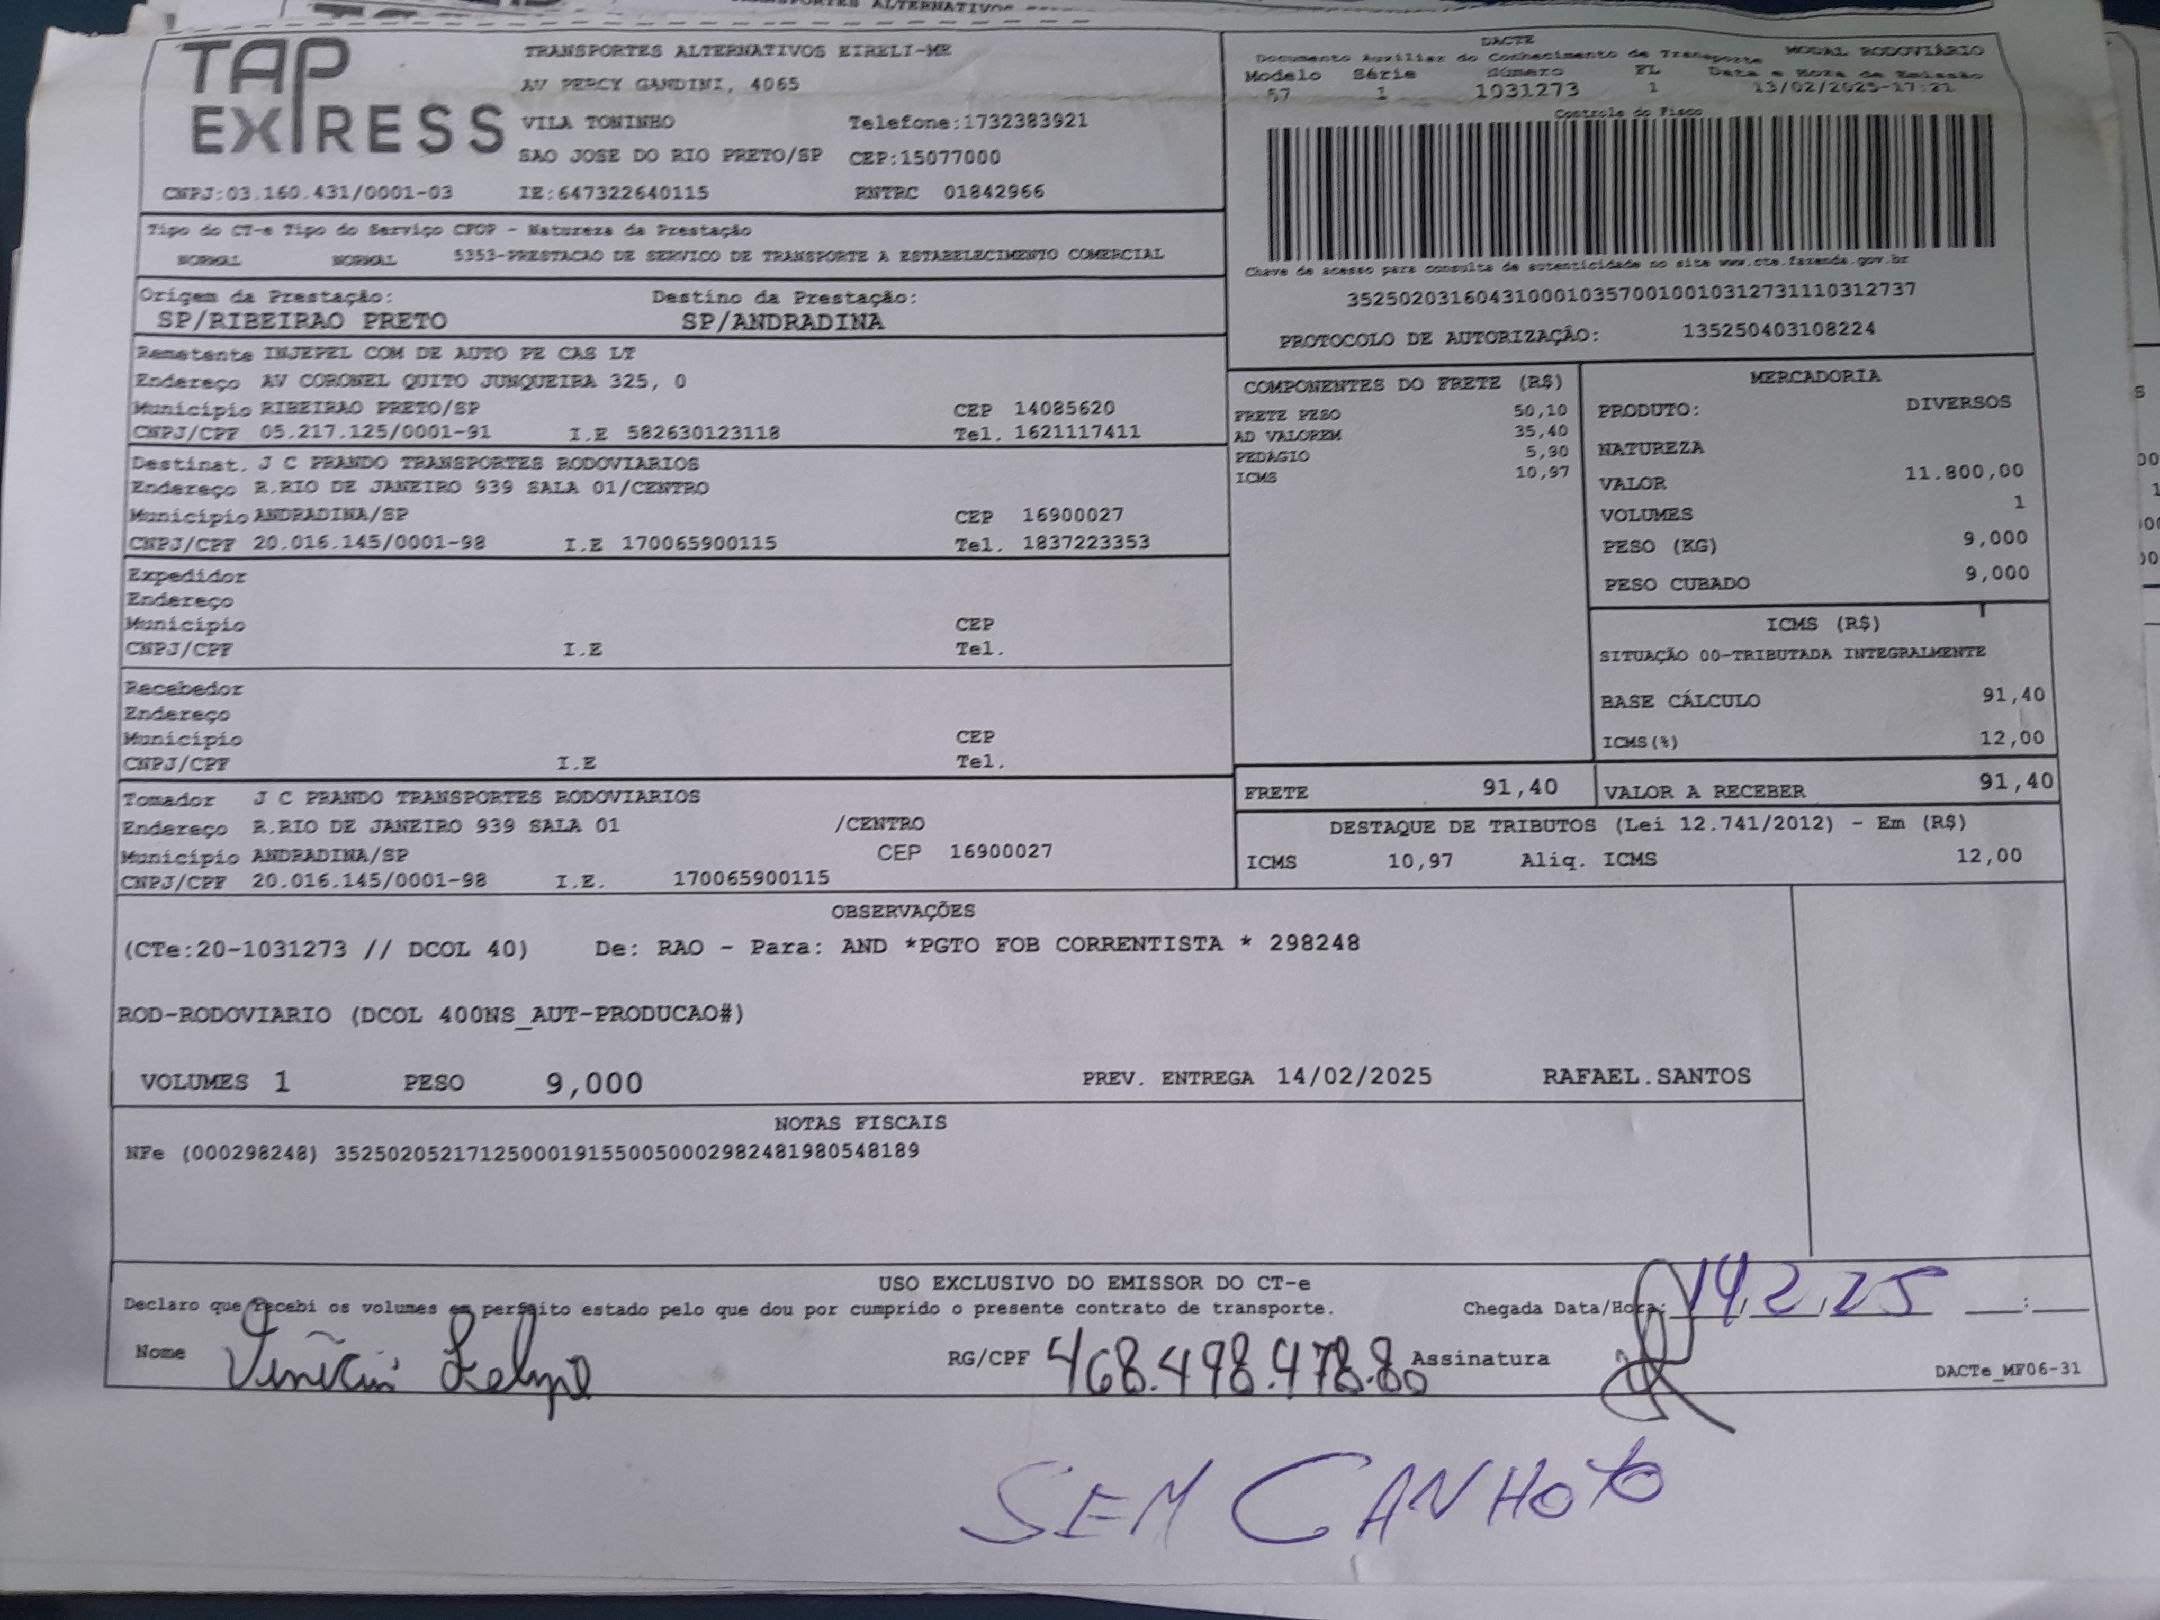 TAP
EXPRESS
TRANSPORTES ALTERNATIVOS EIRELI-ME
AV PERCY GANDINI, 4065
VILA TONINHO Telefone:1732383921
SAO JOSE DO RIO PRETO/SP CEP:15077000
CNPJ:03.160.431/0001-03 IE:647322640115 RNTRC 01842966
DACTE
Documento Auxiliar do Conhecimento de Transporte MODAL RODOVIÁRIO
Modelo Série Número FL Data e Hora de Emissão
57 1 1031273 1 13/02/2025-17:21
Controle do Fisco
Chave de acesso para consulta de autenticidade no site www.cte.fazenda.gov.br
35250203160431000103570010010312731110312737
PROTOCOLO DE AUTORIZAÇÃO: 135250403108224
Tipo do CT-e Tipo do Serviço CFOP - Natureza da Prestação
NORMAL NORMAL 5353-PRESTACAO DE SERVICO DE TRANSPORTE A ESTABELECIMENTO COMERCIAL
Origem da Prestação: Destino da Prestação:
SP/RIBEIRAO PRETO SP/ANDRADINA
Remetente INJEPEL COM DE AUTO PE CAS LT
Endereço AV CORONEL QUITO JUNQUEIRA 325, 0
Município RIBEIRAO PRETO/SP CEP 14085620
CNPJ/CPF 05.217.125/0001-91 I.E 582630123118 Tel. 1621117411
Destinat. J C PRANDO TRANSPORTES RODOVIARIOS
Endereço R.RIO DE JANEIRO 939 SALA 01/CENTRO
Município ANDRADINA/SP CEP 16900027
CNPJ/CPF 20.016.145/0001-98 I.E 170065900115 Tel. 1837223353
Expedidor
Endereço
Município CEP
CNPJ/CPF I.E Tel.
Recebedor
Endereço
Município CEP
CNPJ/CPF I.E Tel.
Tomador J C PRANDO TRANSPORTES RODOVIARIOS
Endereço R.RIO DE JANEIRO 939 SALA 01 /CENTRO
Município ANDRADINA/SP CEP 16900027
CNPJ/CPF 20.016.145/0001-98 I.E. 170065900115
COMPONENTES DO FRETE (R$)
FRETE PESO 50,10
AD VALOREM 35,40
PEDÁGIO 5,90
ICMS 10,97
MERCADORIA
PRODUTO: DIVERSOS
NATUREZA
VALOR 11.800,00
VOLUMES 1
PESO (KG) 9,000
PESO CUBADO 9,000
ICMS (R$)
SITUAÇÃO 00-TRIBUTADA INTEGRALMENTE
BASE CÁLCULO 91,40
ICMS(%) 12,00
FRETE 91,40 VALOR A RECEBER 91,40
DESTAQUE DE TRIBUTOS (Lei 12.741/2012) - Em (R$)
ICMS 10,97 Aliq. ICMS 12,00
OBSERVAÇÕES
(CTe:20-1031273 // DCOL 40) De: RAO - Para: AND *PGTO FOB CORRENTISTA * 298248
ROD-RODOVIARIO (DCOL 400NS_AUT-PRODUCAO#)
VOLUMES 1 PESO 9,000 PREV. ENTREGA 14/02/2025 RAFAEL.SANTOS
NOTAS FISCAIS
NFe (000298248) 35250205217125000191550050002982481980548189
USO EXCLUSIVO DO EMISSOR DO CT-e
Declaro que recebi os volumes em perfeito estado pelo que dou por cumprido o presente contrato de transporte. Chegada Data/Hora: 14/2/25 :
Nome Vinicius Felipe RG/CPF 468.498.478.80 Assinatura
DACTe_MF06-31
SEM CANHOTO